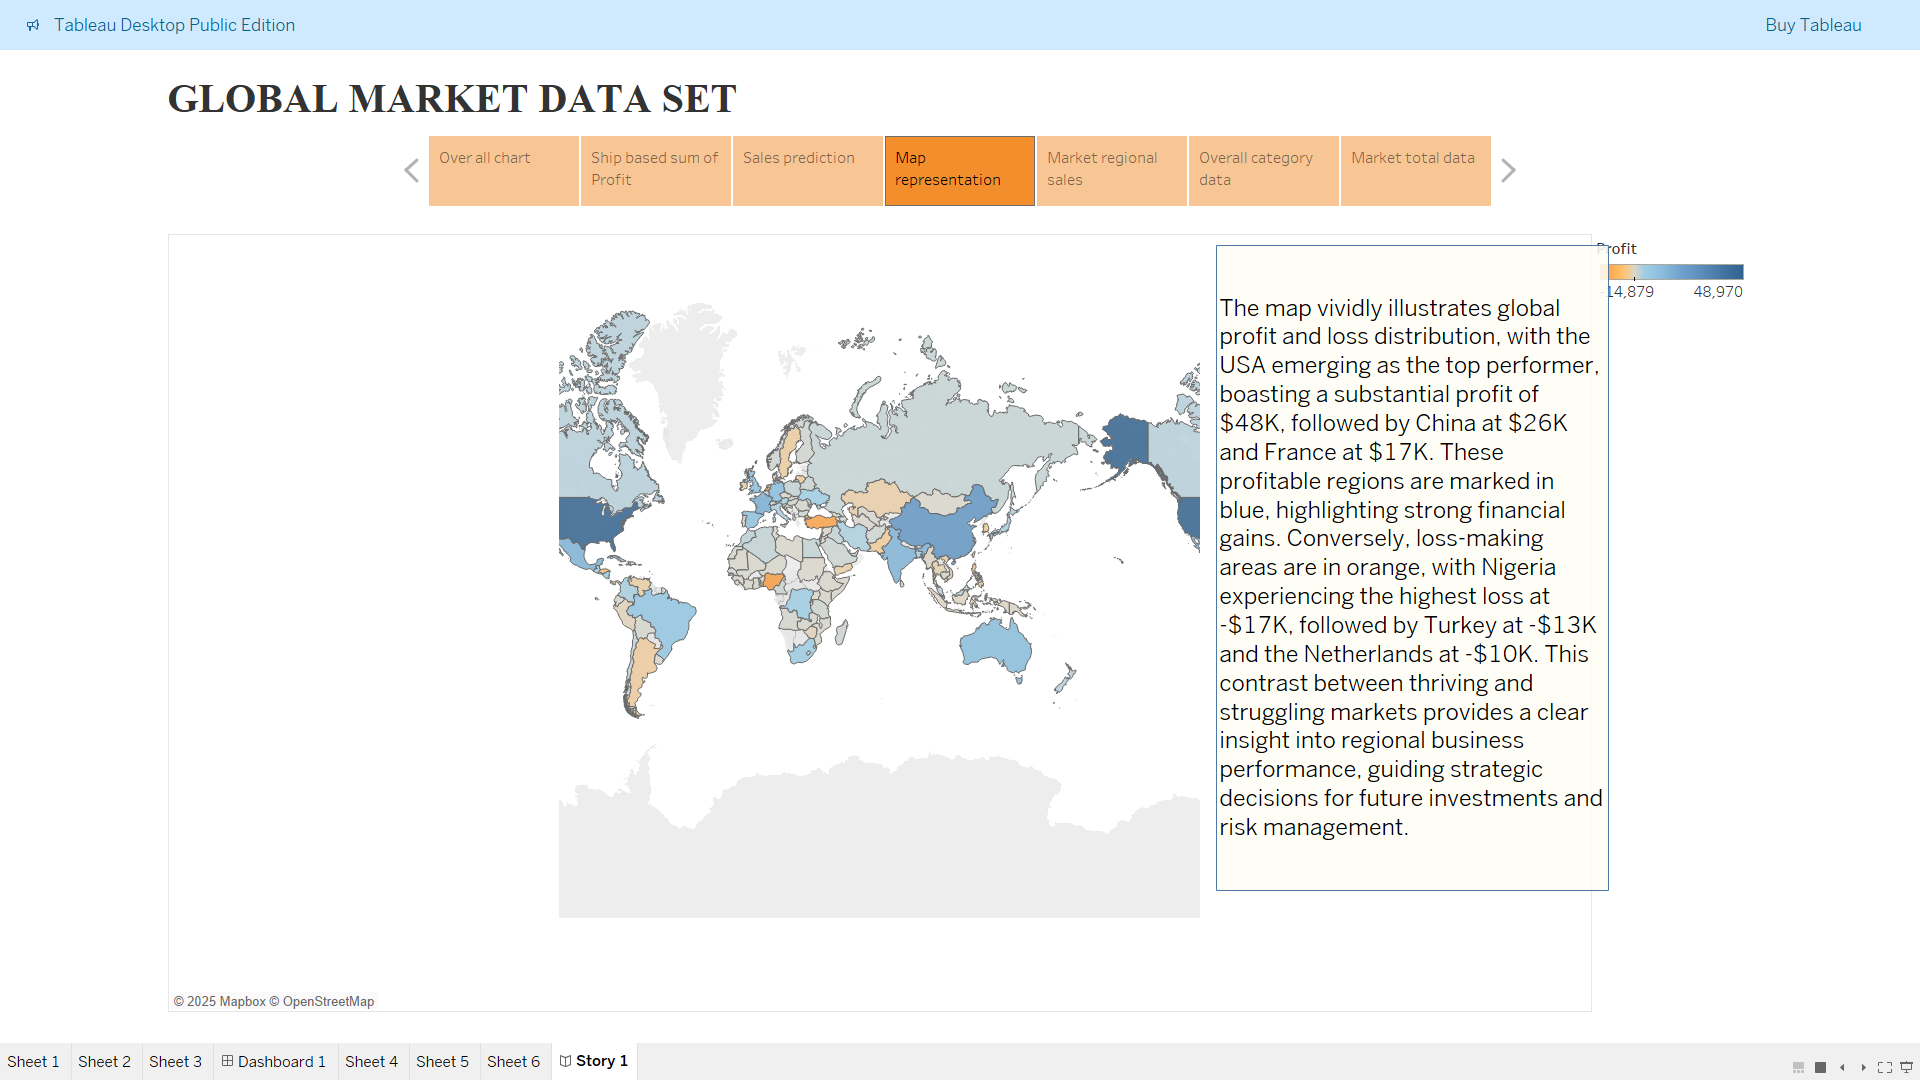 Tableau Desktop Public Edition
Buy Tableau
GLOBAL MARKET DATA SET
Over all chart
Ship based sum of
Profit
Sales prediction
Map
representation
Market regional
sales
Overall category
data
Market total data
Profit
-14,879
48,970
The map vividly illustrates global
profit and loss distribution, with the
USA emerging as the top performer,
boasting a substantial profit of
$48K, followed by China at $26K
and France at $17K. These
profitable regions are marked in
blue, highlighting strong financial
gains. Conversely, loss-making
areas are in orange, with Nigeria
experiencing the highest loss at
-$17K, followed by Turkey at -$13K
and the Netherlands at -$10K. This
contrast between thriving and
struggling markets provides a clear
insight into regional business
performance, guiding strategic
decisions for future investments and
risk management.
© 2025 Mapbox © OpenStreetMap
Sheet 1
Sheet 2
Sheet 3
Dashboard 1
Sheet 4
Sheet 5
Sheet 6
Story 1